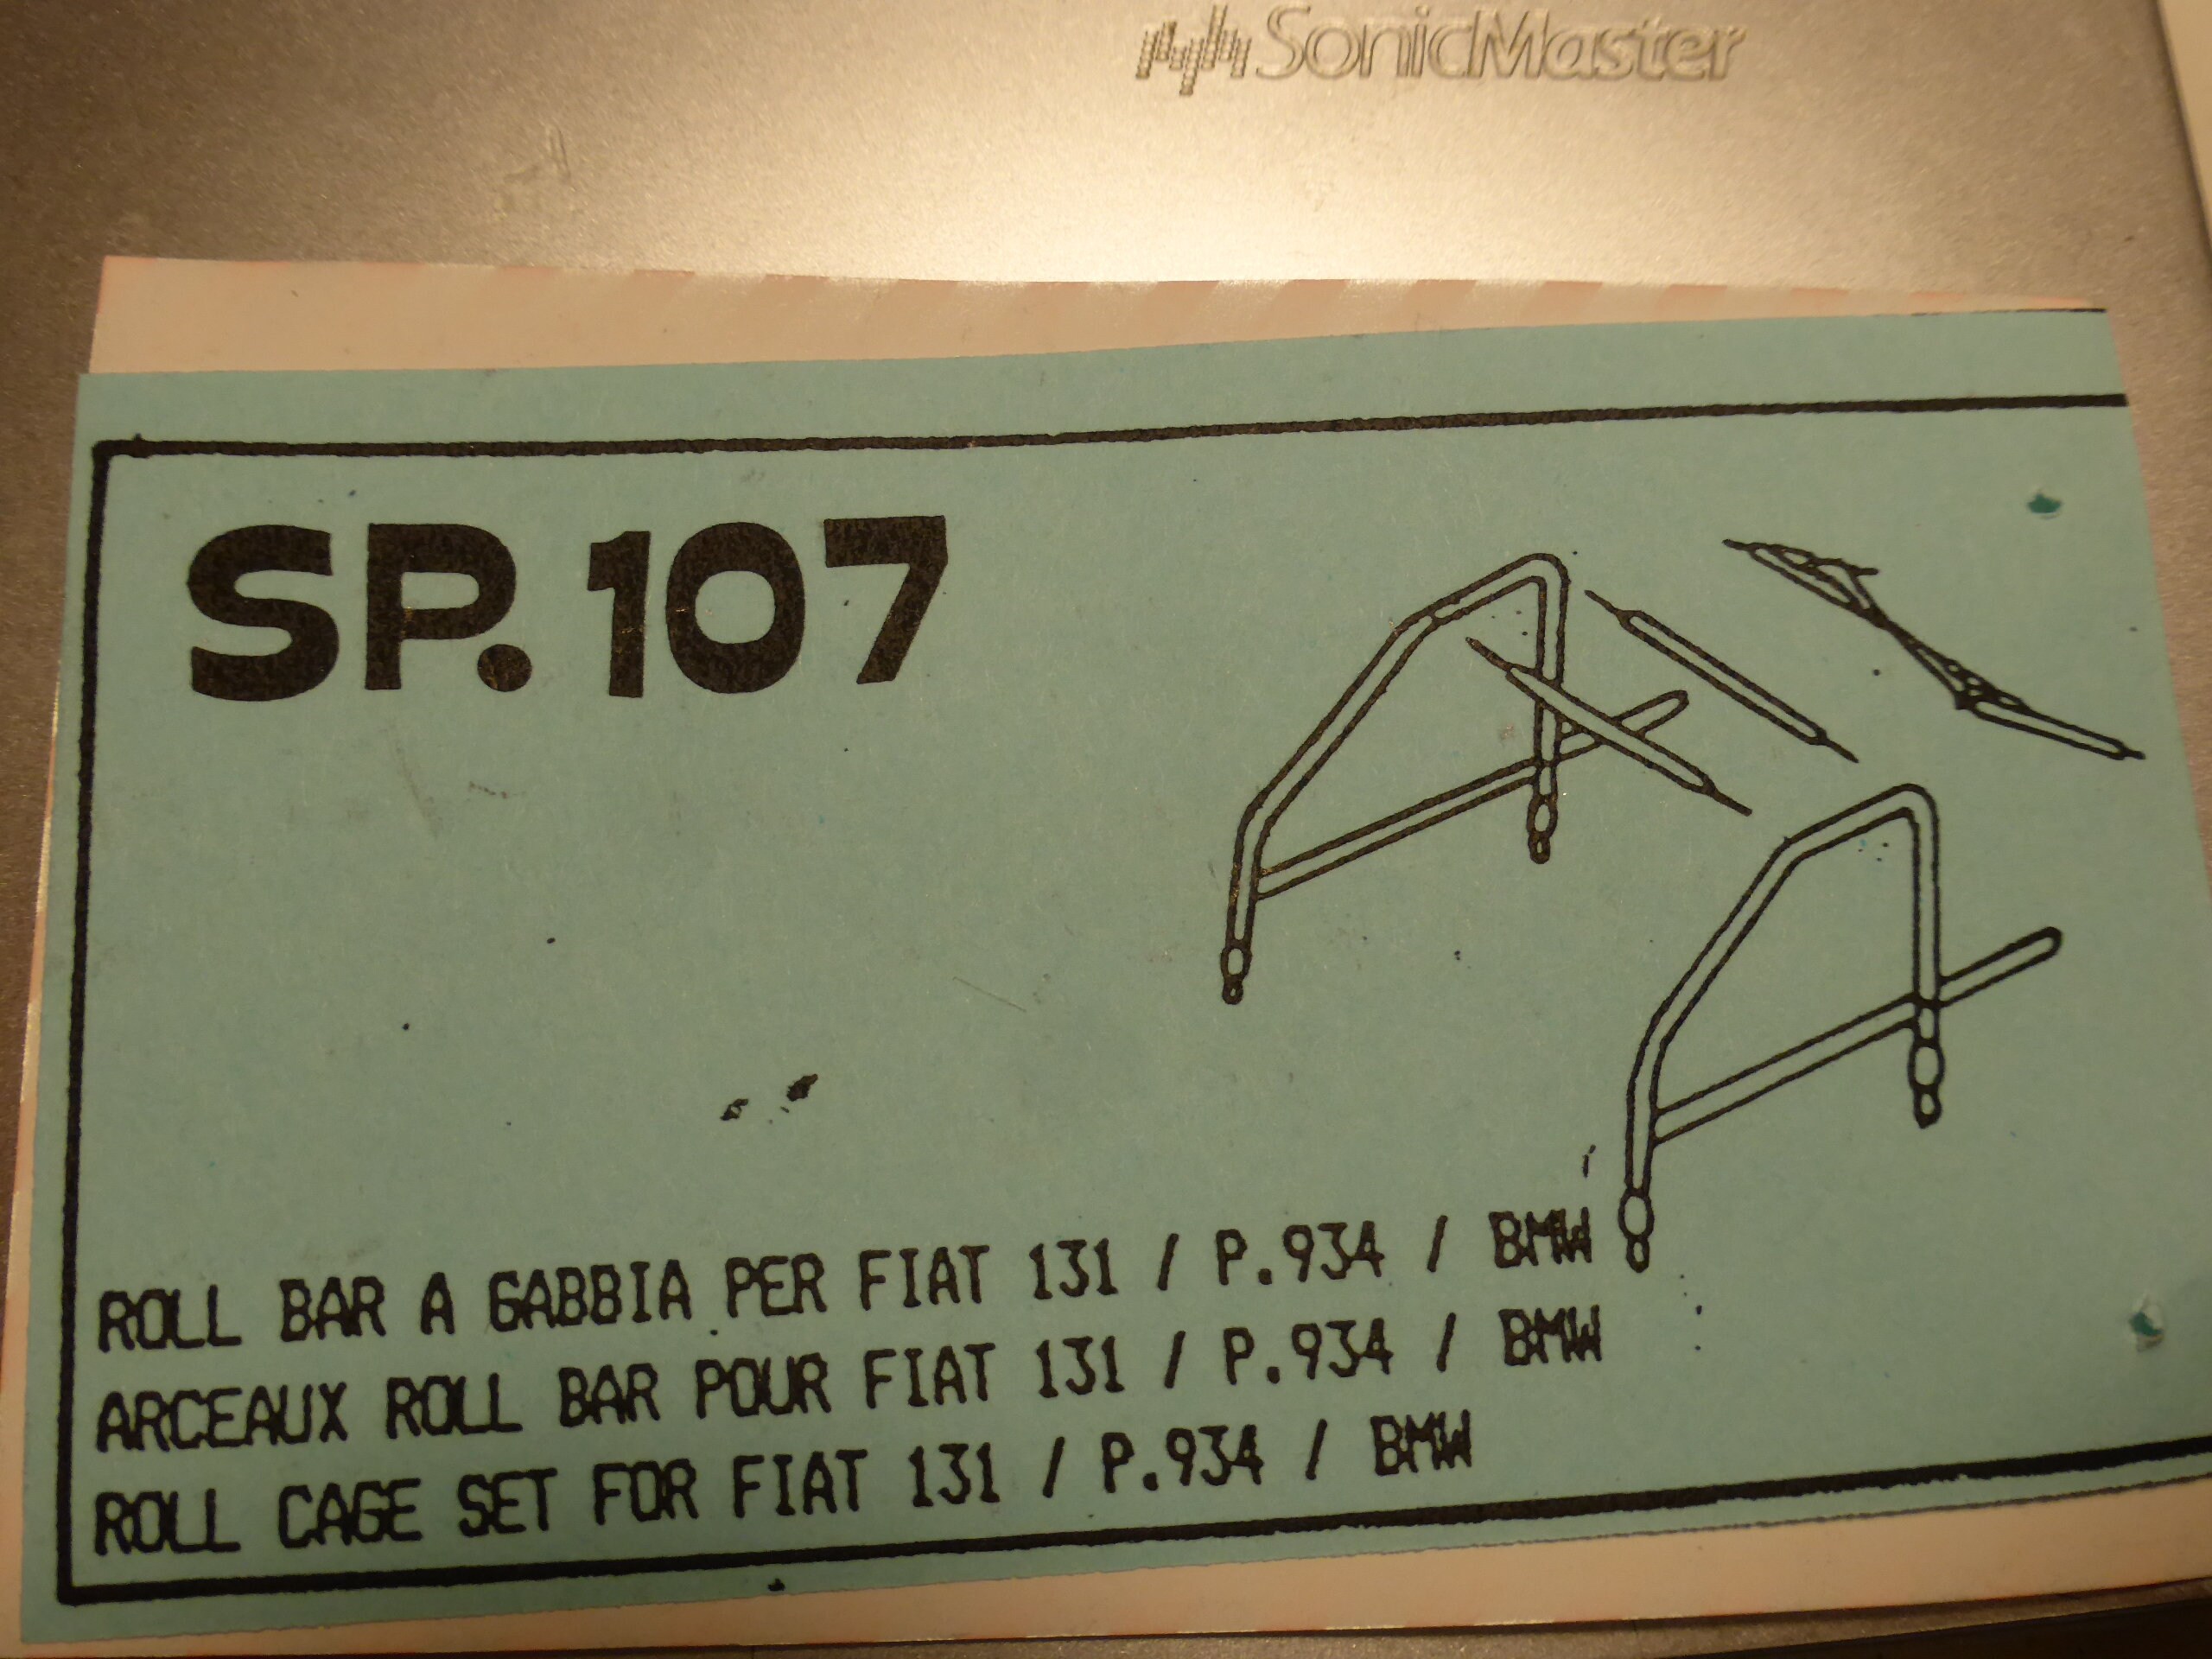 SonicMaster
SP. 107
ROLL BAR A GABBIA PER FIAT 131 / P.934 / BMW
ARCEAUX ROLL BAR POUR FIAT 131 / P.934 / BMW
ROLL CAGE SET FOR FIAT 131 / P.934 / BMW